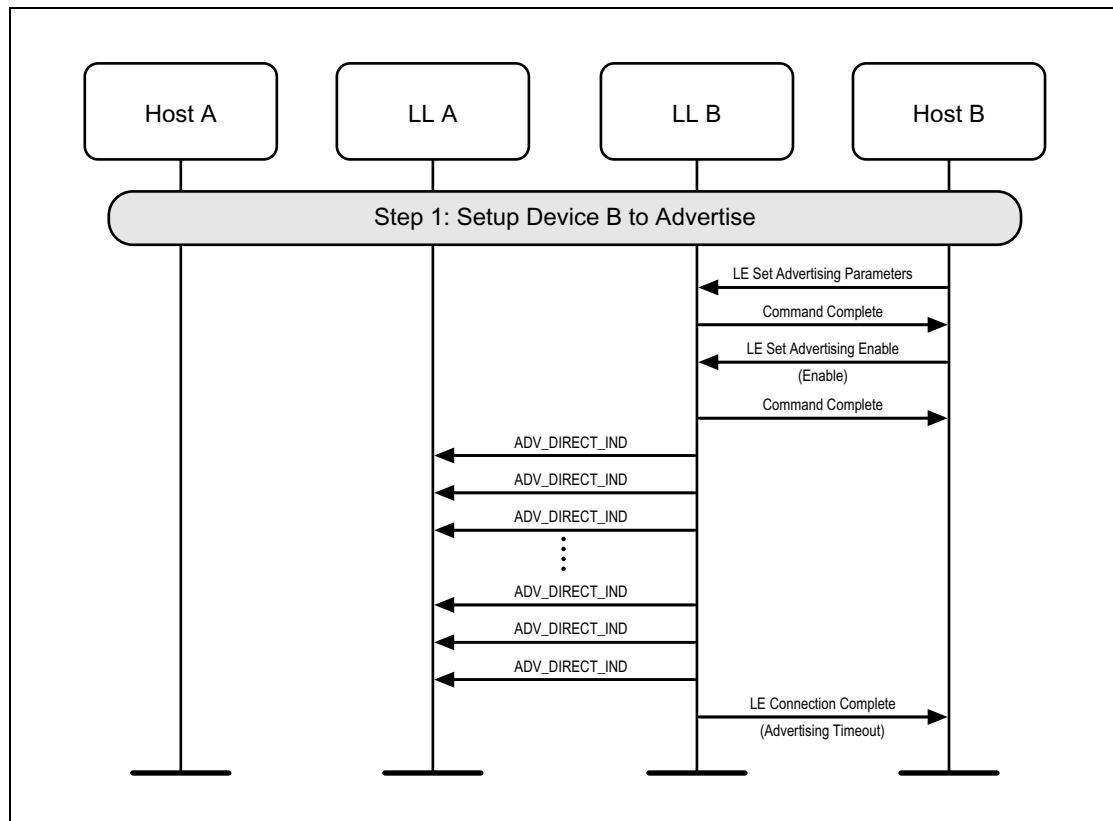 Host A
LL A
LL B
Host B
Step 1: Setup Device B to Advertise
LE Set Advertising Parameters
Command Complete
LE Set Advertising Enable
(Enable)
Command Complete
ADV_DIRECT_IND
ADV_DIRECT_IND
ADV_DIRECT_IND
ADV_DIRECT_IND
ADV_DIRECT_IND
ADV_DIRECT_IND
LE Connection Complete
(Advertising Timeout)